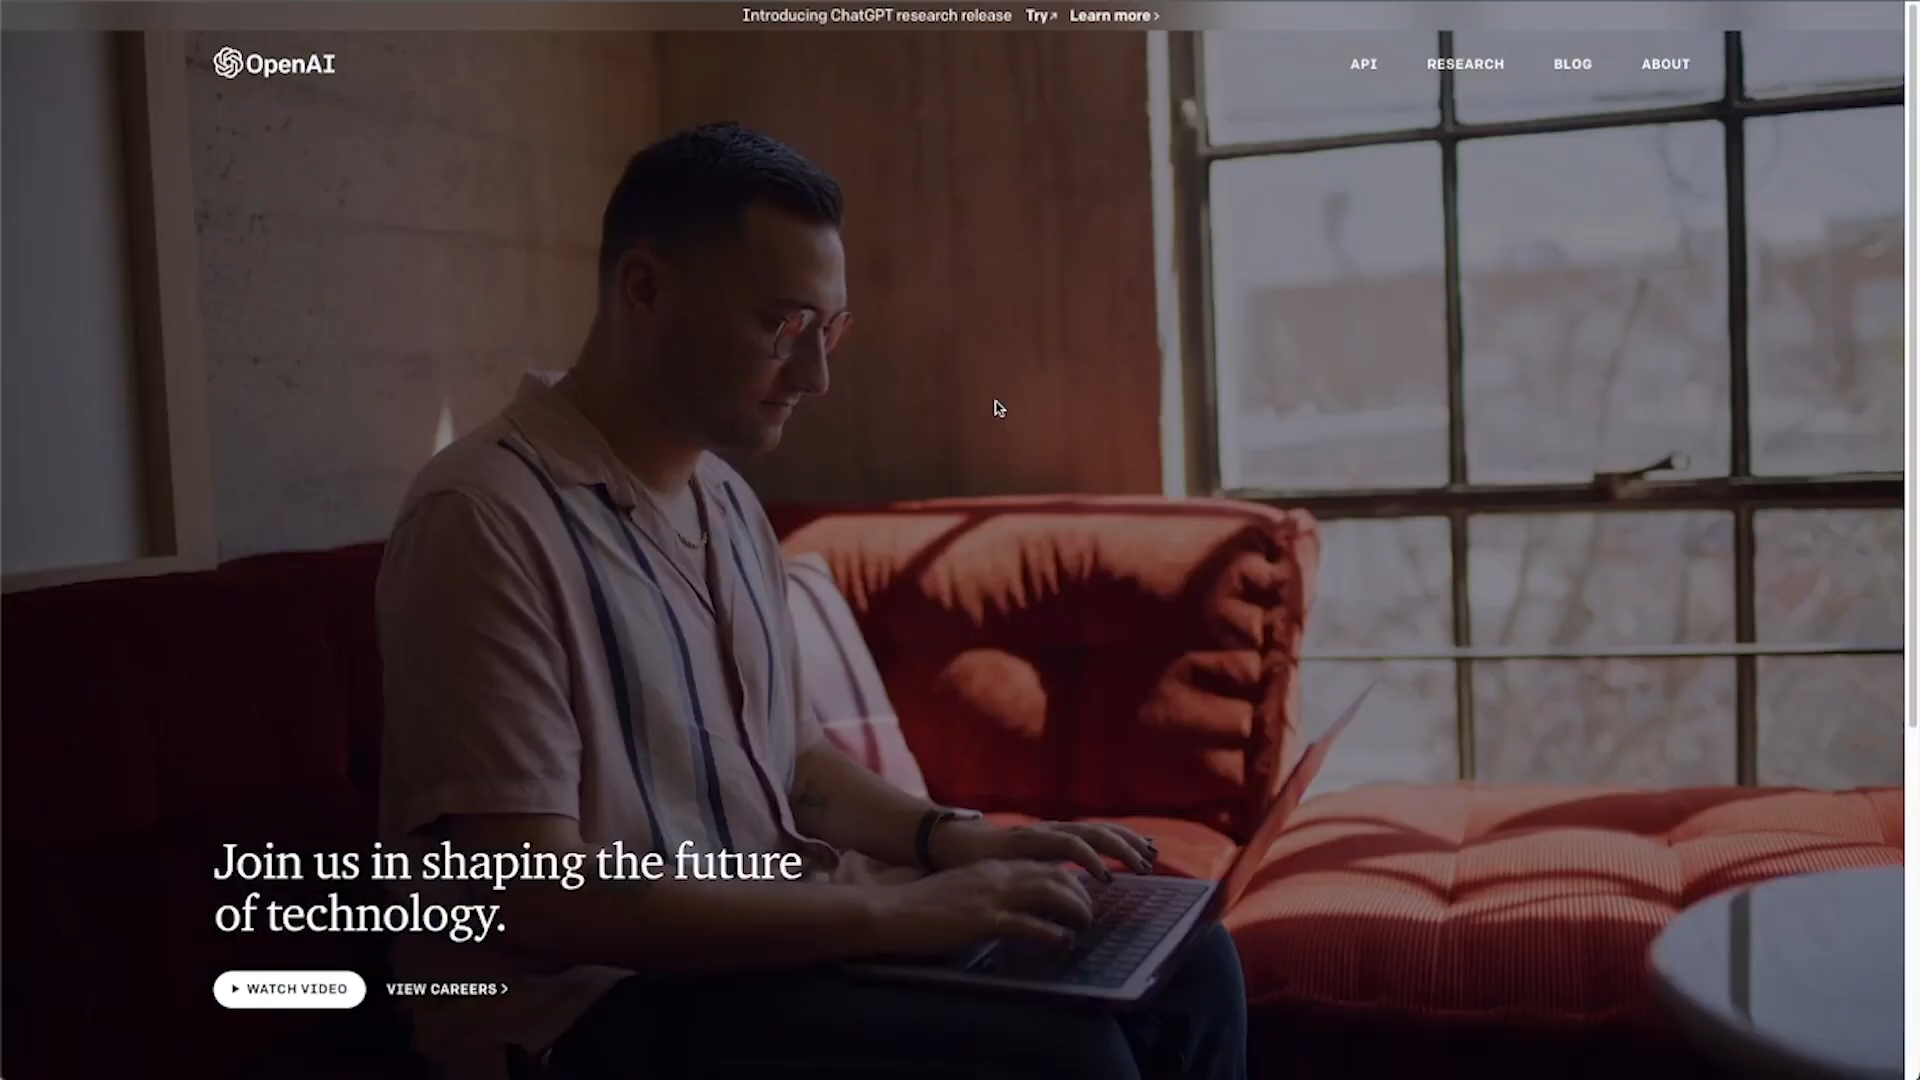 Introducing ChatGPT research release Try↗ Learn more >
OpenAI
API RESEARCH BLOG ABOUT
Join us in shaping the future
of technology.
WATCH VIDEO VIEW CAREERS >